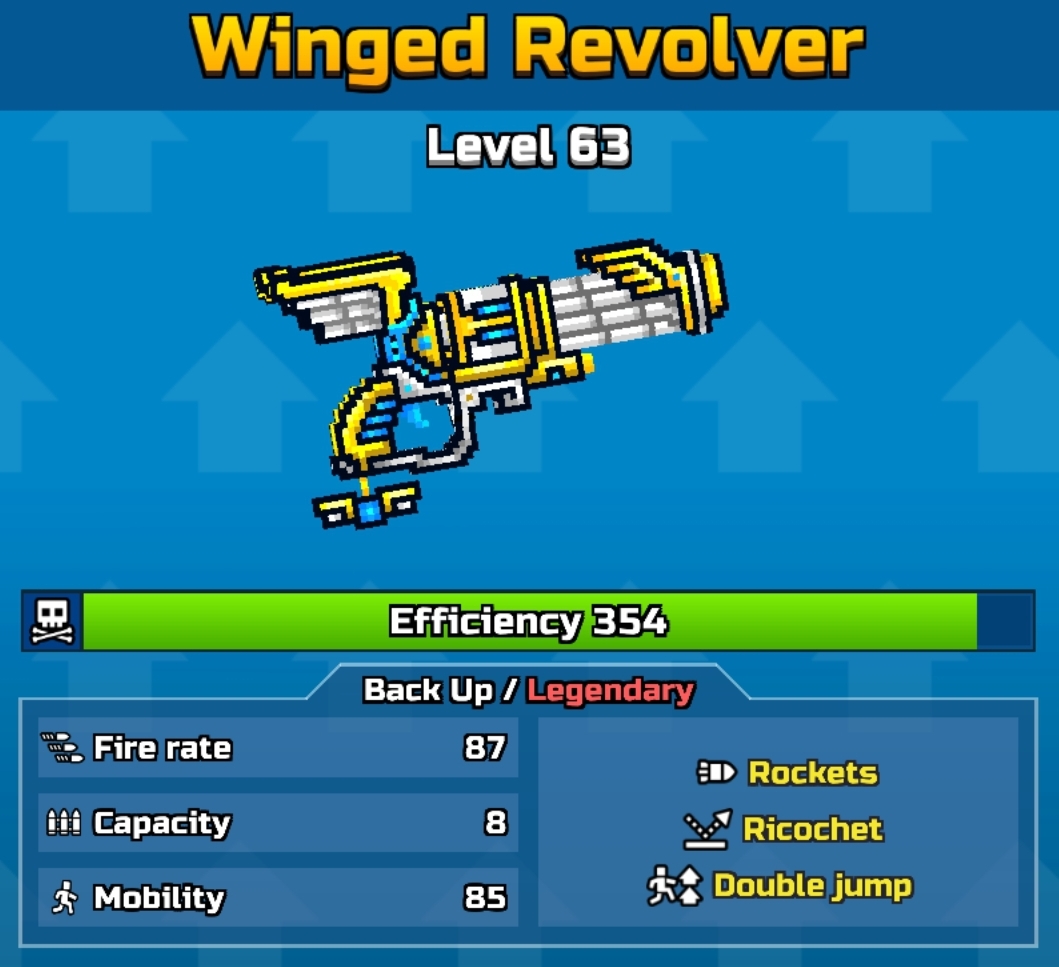 Winged Revolver
Level 63
Efficiency 354
Back Up / Legendary
Fire rate 87
Capacity 8
Mobility 85
Rockets
Ricochet
Double jump